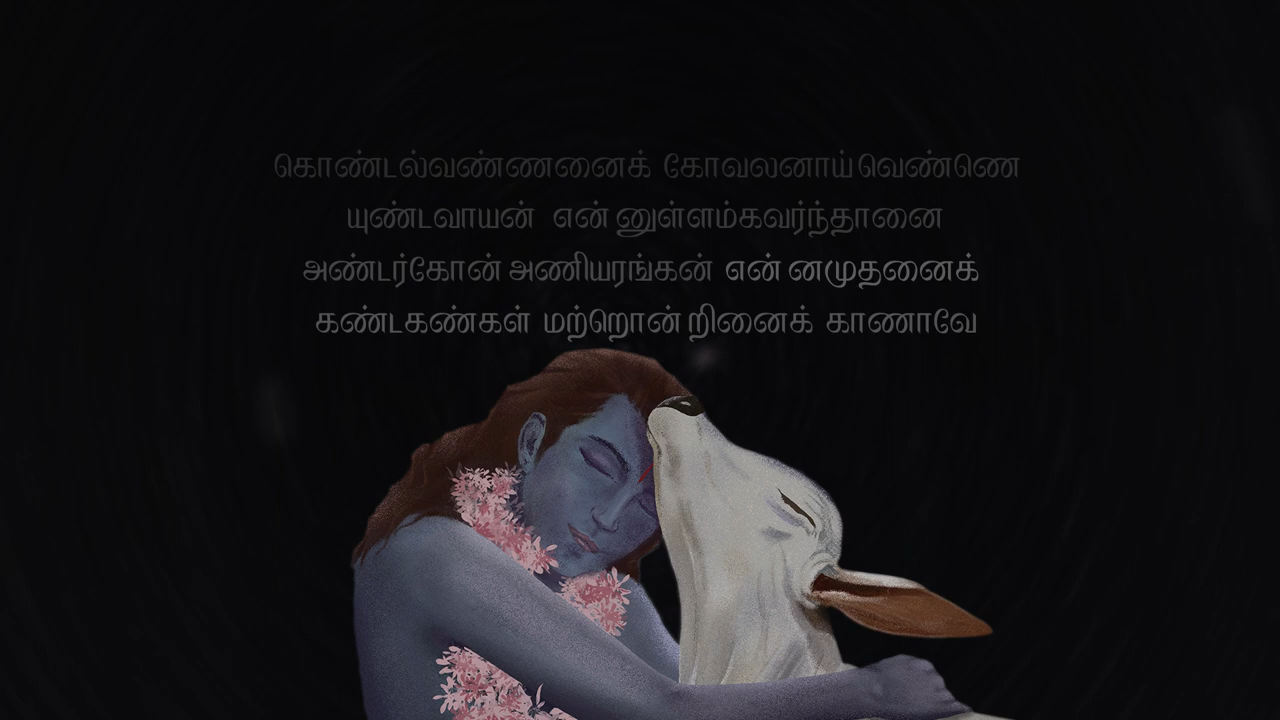 கொண்டல்வண்ணனைக் கோவலனாய் வெண்ணெ
யுண்டவாயன் என் னுள்ளம்கவர்ந்தானை
அண்டர்கோன் அணியரங்கன் என் னமுதனைக்
கண்டகண்கள் மற்றொன் றினைக் காணாவே